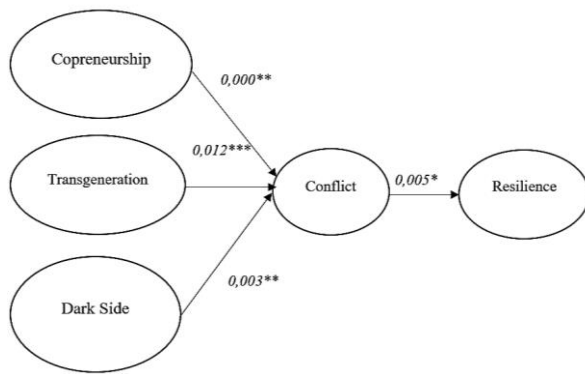 Copreneurship
0,000**
0,012***
Transgeneration
Conflict
0,005*
Resilience
0,003**
Dark Side